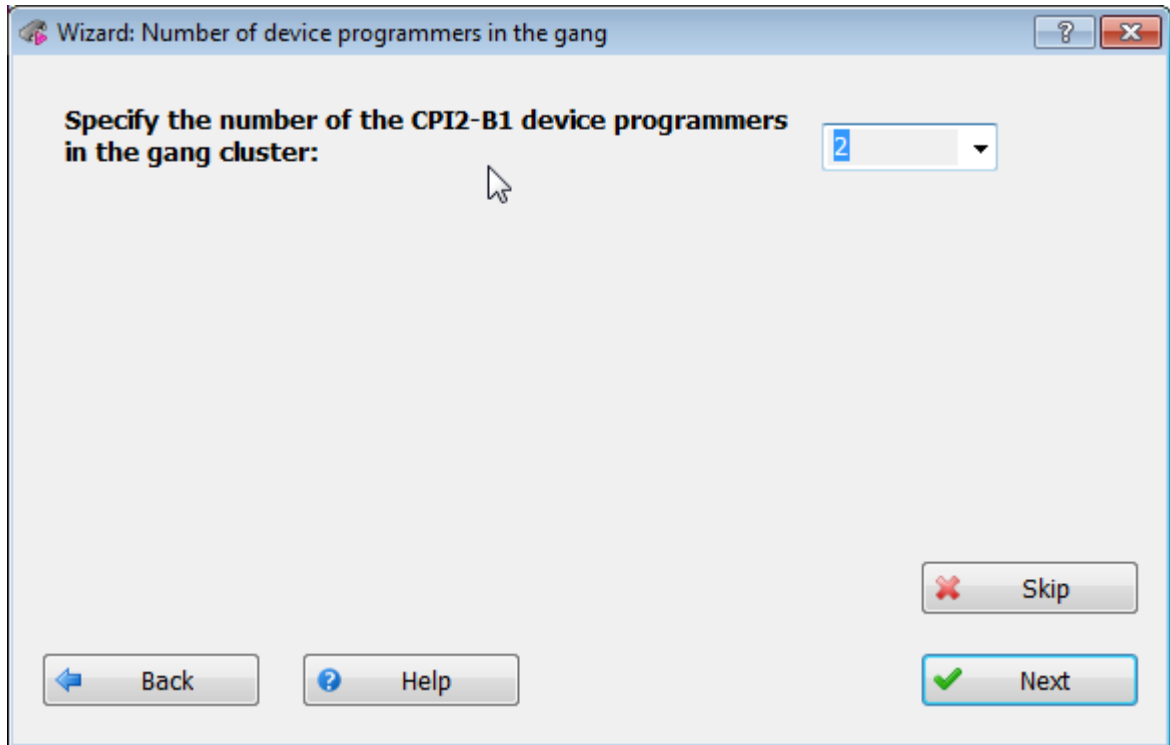 Wizard: Number of device programmers in the gang
Specify the number of the CPI2-B1 device programmers
in the gang cluster:
2
Skip
Back
Help
Next